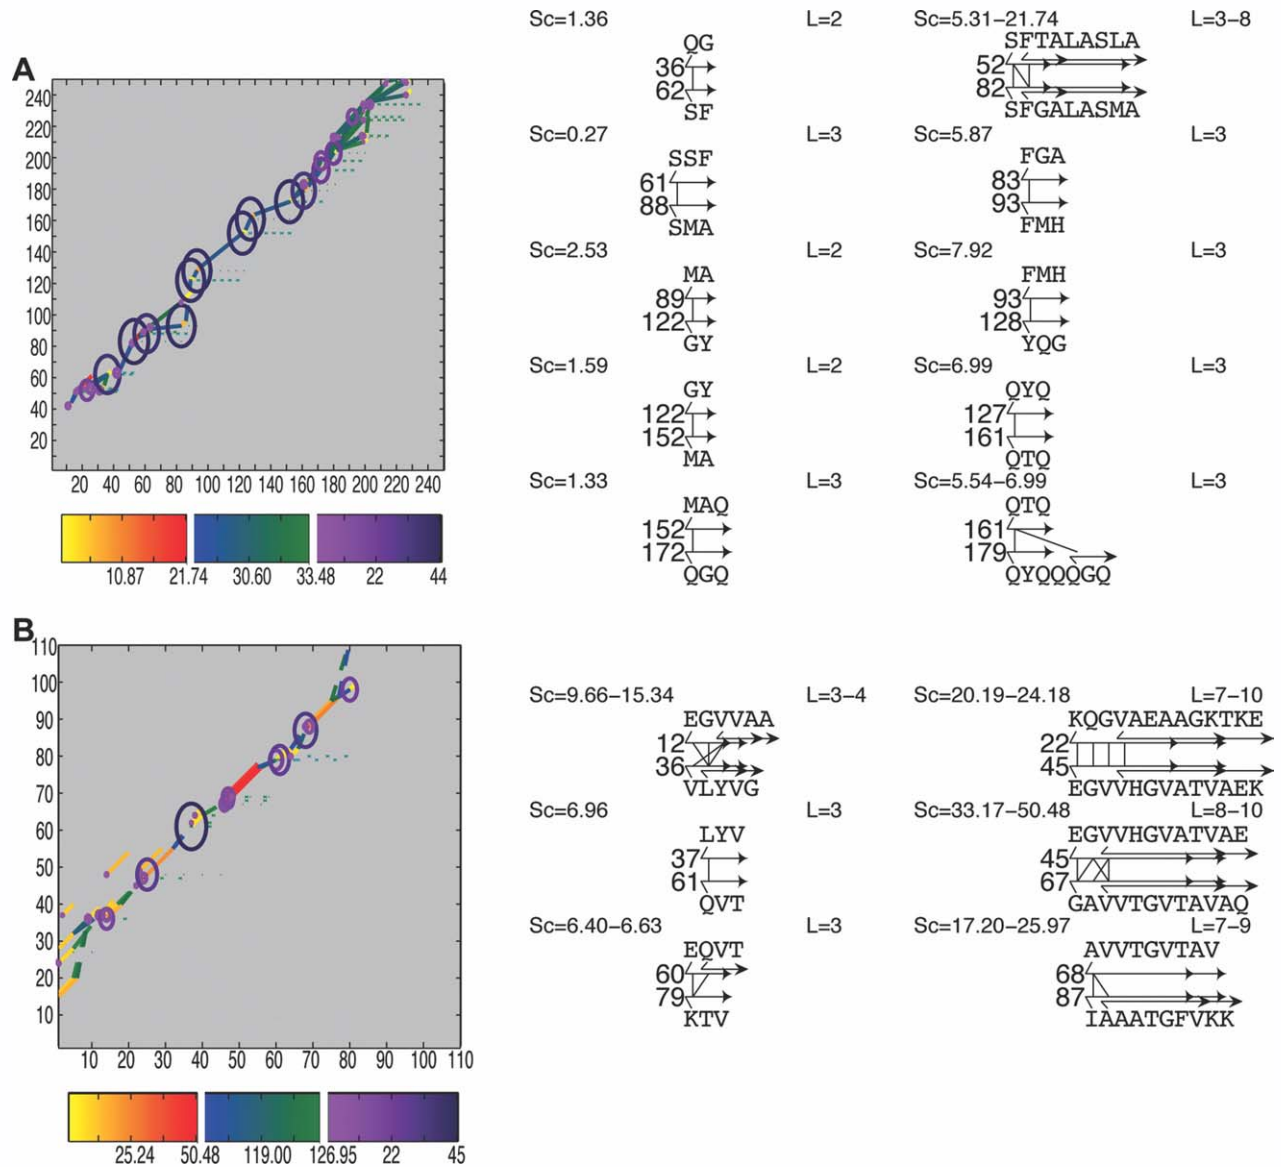 A
240
220
200
180
160
140
120
100
80
60
40
20
20 40 60 80 100 120 140 160 180 200 220 240
10.87 21.74 30.60 33.48 22 44
Sc=1.36 L=2
QG
36
62
SF
Sc=0.27 L=3
SSF
61
88
SMA
Sc=2.53 L=2
MA
89
122
GY
Sc=1.59 L=2
GY
122
152
MA
Sc=1.33 L=3
MAQ
152
172
QGQ
Sc=5.31-21.74 L=3-8
SFTALASLA
52
82
SFGALASMA
Sc=5.87 L=3
FGA
83
93
FMH
Sc=7.92 L=3
FMH
93
128
YQG
Sc=6.99 L=3
QYQ
127
161
QTQ
Sc=5.54-6.99 L=3
QTQ
161
179
QYQQQGQ
B
110
100
90
80
70
60
50
40
30
20
10
10 20 30 40 50 60 70 80 90 100 110
25.24 50.48 119.00 126.95 22 45
Sc=9.66-15.34 L=3-4
EGVVAA
12
36
VLYVG
Sc=6.96 L=3
LYV
37
61
QVT
Sc=6.40-6.63 L=3
EQVT
60
79
KTV
Sc=20.19-24.18 L=7-10
KQGVAEAAGKTKE
22
45
EGVVHGVATVAEK
Sc=33.17-50.48 L=8-10
EGVVHGVATVAE
45
67
GAVVTGVTAVAQ
Sc=17.20-25.97 L=7-9
AVVTGVTAV
68
87
IAAATGFVKK